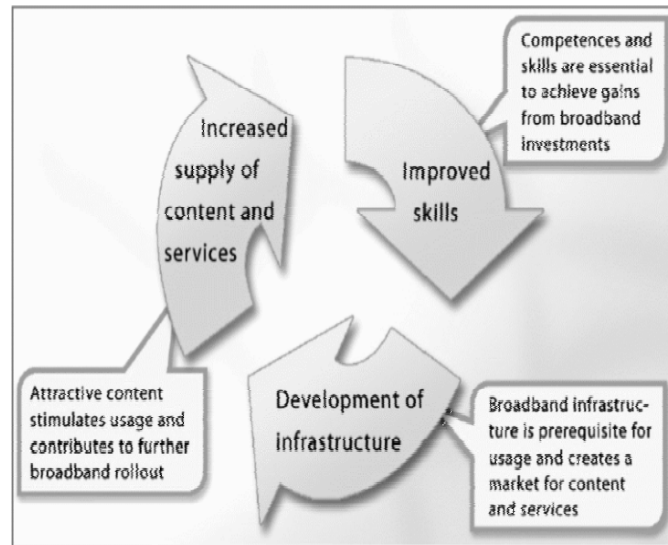 Increased
supply of
content and
services
Competences and
skills are essential
to achieve gains
from broadband
investments
Improved
skills
Attractive content
stimulates usage and
contributes to further
broadband rollout
Development of
infrastructure
Broadband infrastruc-
ture is prerequisite for
usage and creates a
market for content
and services